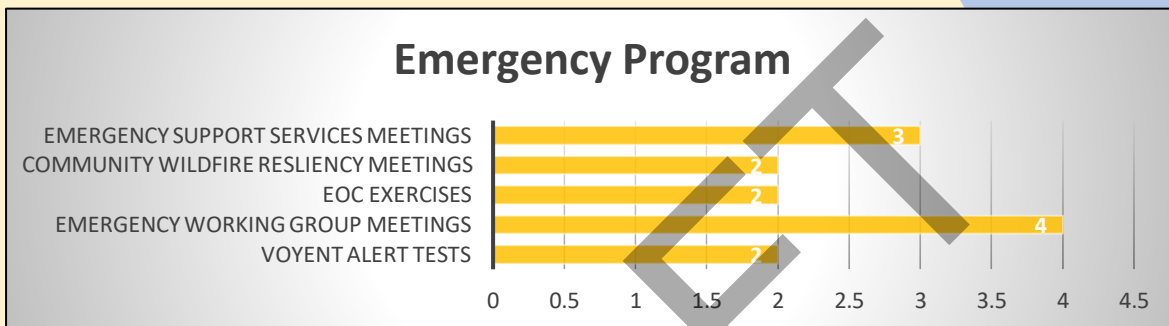 Emergency Program
EMERGENCY SUPPORT SERVICES MEETINGS 3
COMMUNITY WILDFIRE RESLIENCY MEETINGS 2
EOC EXERCISES 2
EMERGENCY WORKING GROUP MEETINGS 4
VOYENT ALERT TESTS 2
0 0.5 1 1.5 2 2.5 3 3.5 4 4.5